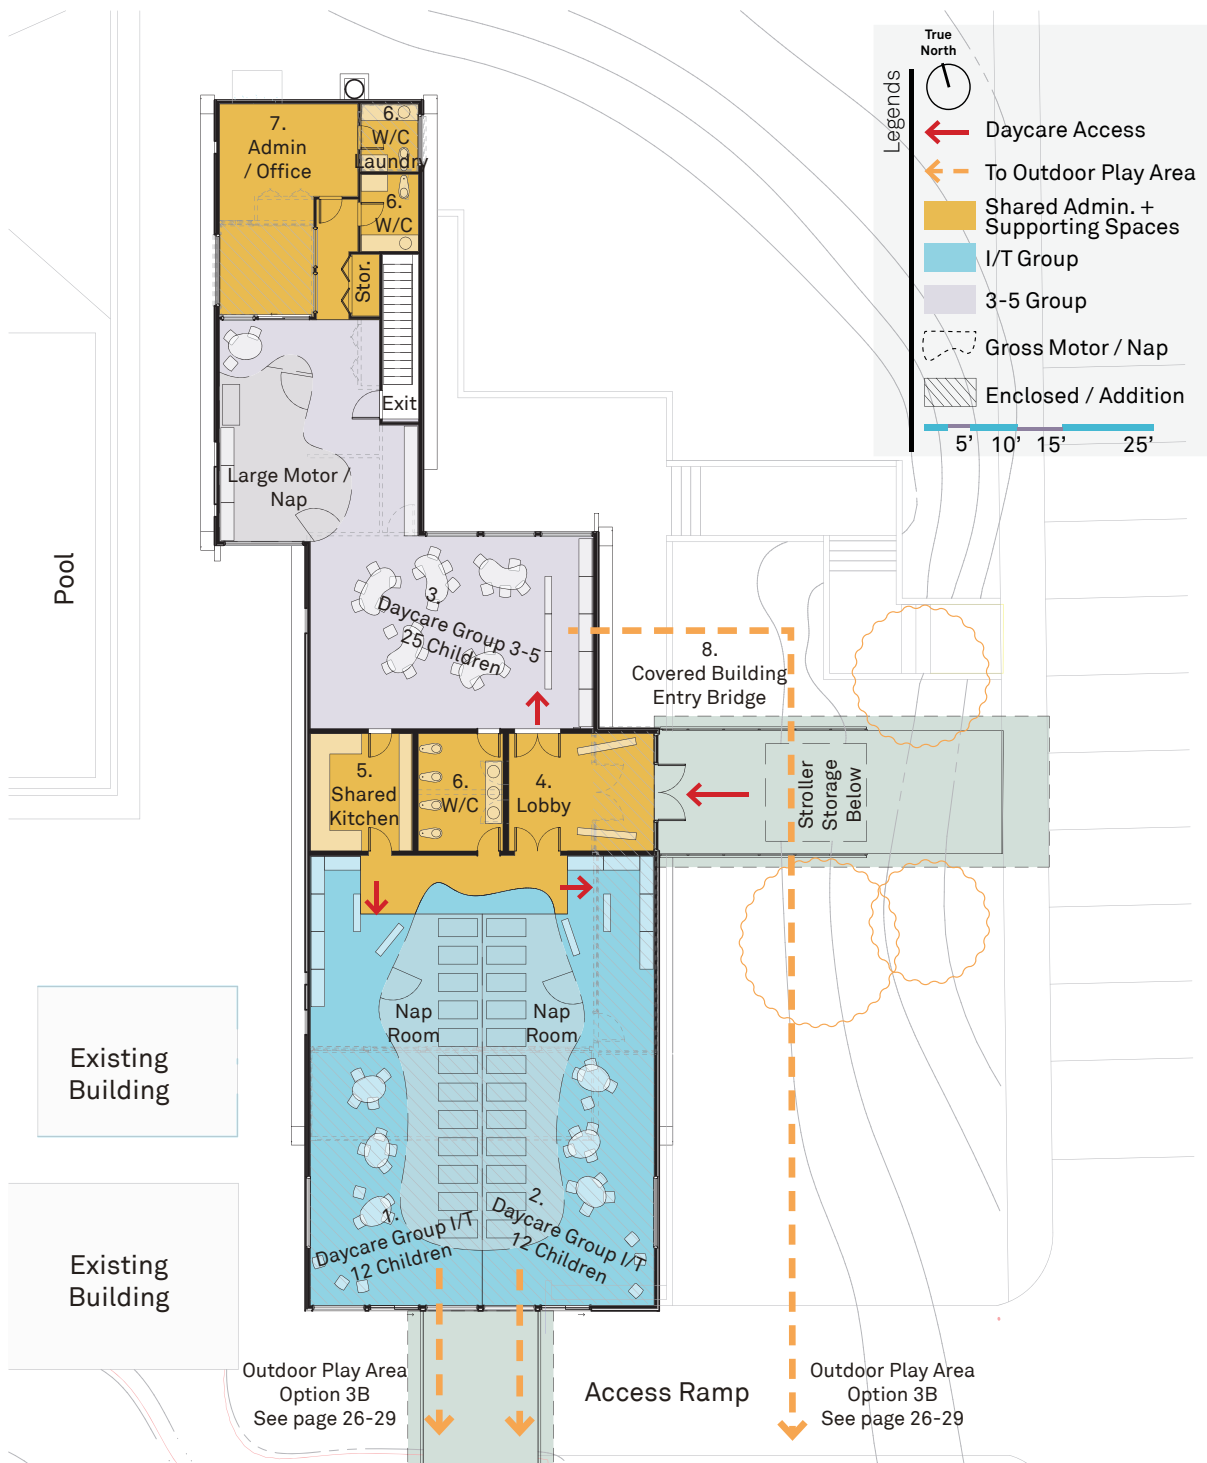 True
North
Legends
Daycare Access
To Outdoor Play Area
Shared Admin. +
Supporting Spaces
I/T Group
3-5 Group
Gross Motor / Nap
Enclosed / Addition
5’ 10’ 15’ 25’
7.
Admin
/ Office
6.
W/C
Laundry
6.
W/C
Stor.
Exit
Large Motor /
Nap
Pool
3.
Daycare Group 3-5
25 Children
8.
Covered Building
Entry Bridge
5.
Shared
Kitchen
6.
W/C
4.
Lobby
Stroller
Storage
Below
Nap
Room
Nap
Room
Existing
Building
Existing
Building
1.
Daycare Group I/T
12 Children
2.
Daycare Group I/T
12 Children
Outdoor Play Area
Option 3B
See page 26-29
Access Ramp
Outdoor Play Area
Option 3B
See page 26-29